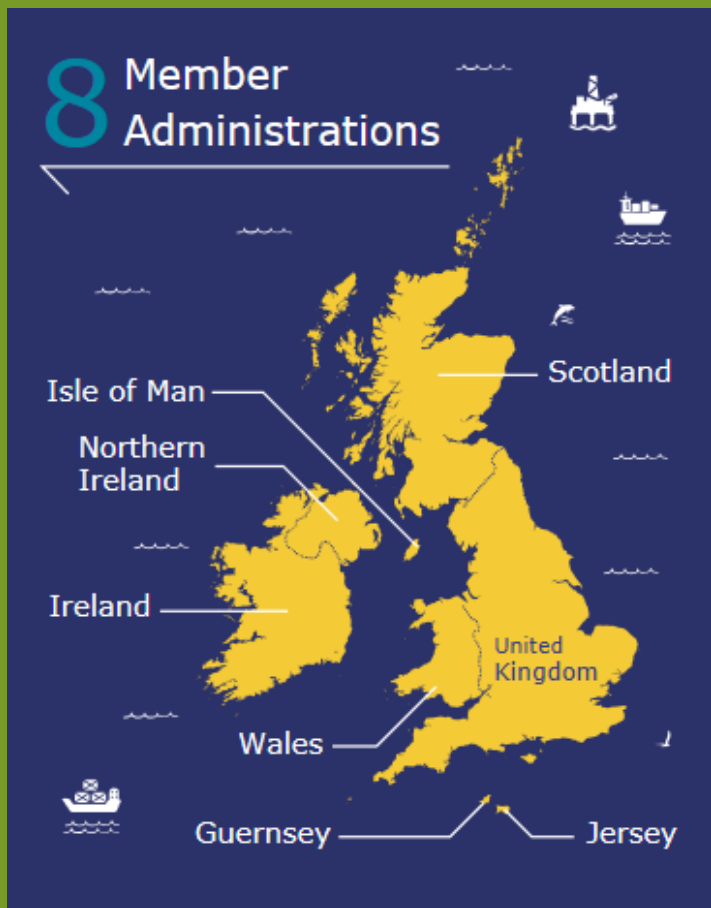 8
Member
Administrations
Scotland
Isle of Man
Northern
Ireland
Ireland
United
Kingdom
Wales
Guernsey
Jersey